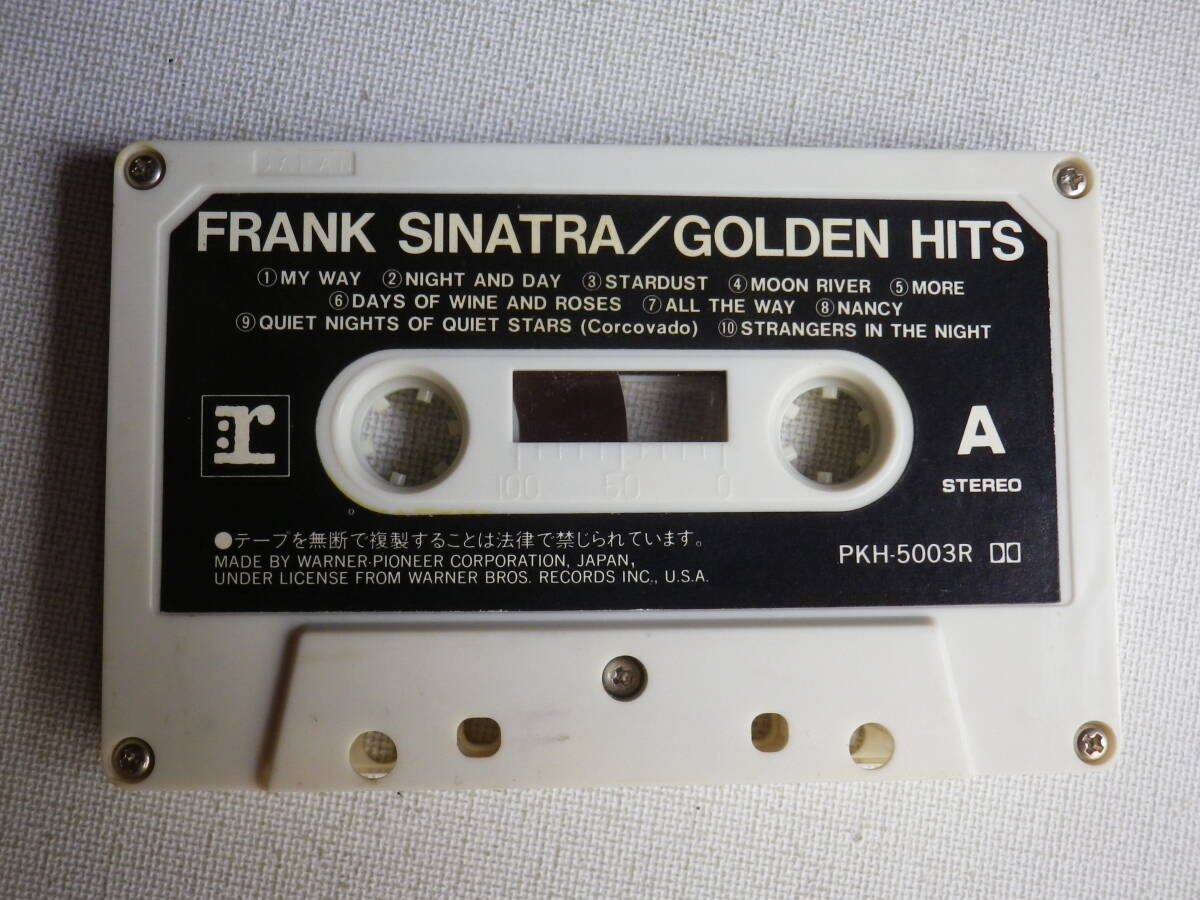 JAPAN
FRANK SINATRA／GOLDEN HITS
①MY WAY ②NIGHT AND DAY ③STARDUST ④MOON RIVER ⑤MORE
⑥DAYS OF WINE AND ROSES ⑦ALL THE WAY ⑧NANCY
⑨QUIET NIGHTS OF QUIET STARS (Corcovado) ⑩STRANGERS IN THE NIGHT
:r
A
STEREO
100 50 0
●テープを無断で複製することは法律で禁じられています。
MADE BY WARNER-PIONEER CORPORATION, JAPAN,
UNDER LICENSE FROM WARNER BROS. RECORDS INC., U.S.A.
PKH-5003R